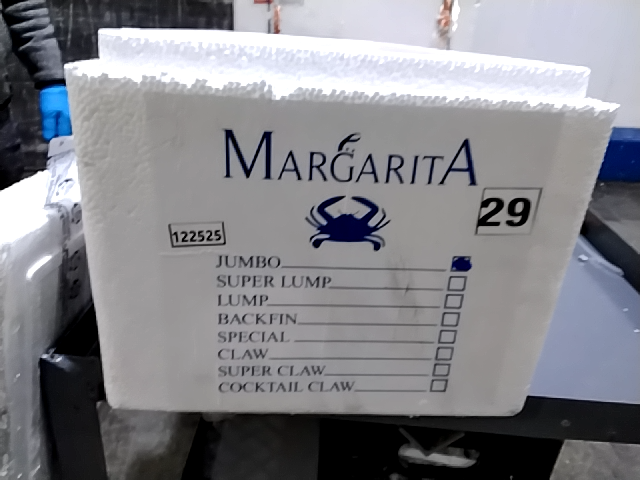 MARGARITA
29
122525
JUMBO
SUPER LUMP
LUMP
BACKFIN
SPECIAL
CLAW
SUPER CLAW
COCKTAIL CLAW